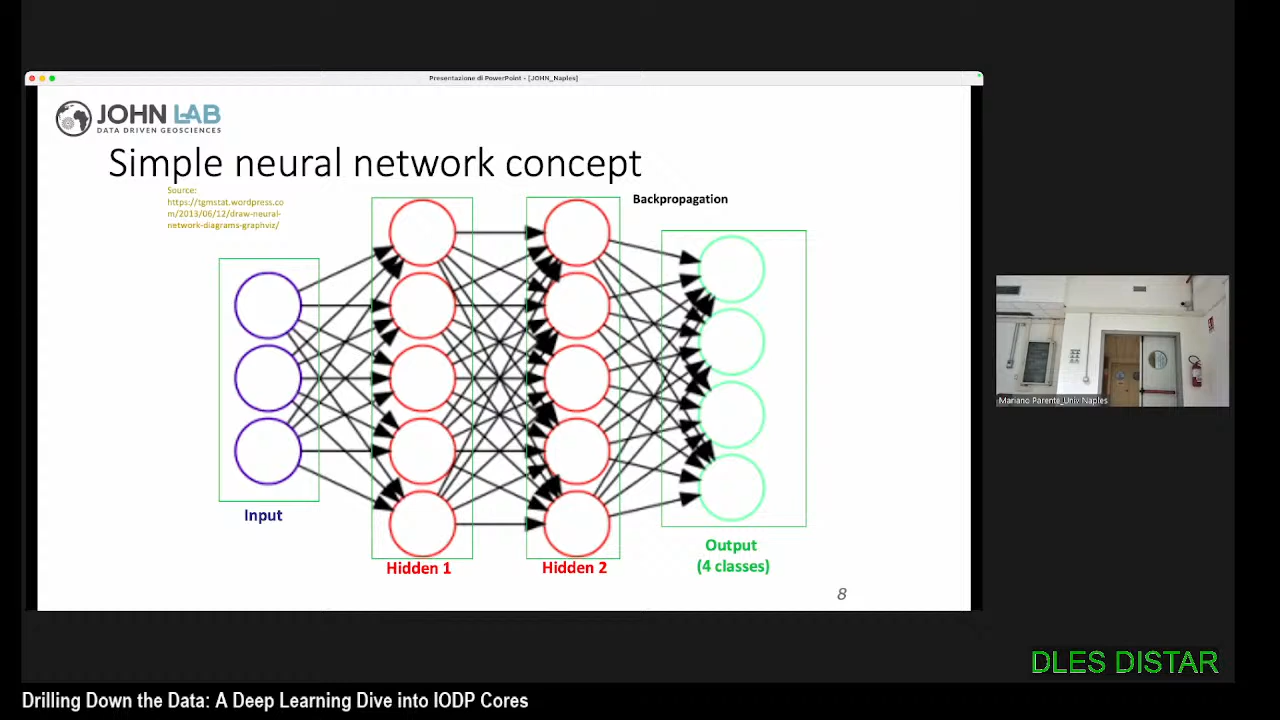 Presentazione di PowerPoint - [JOHN_Naples]
JOHN LAB
DATA DRIVEN GEOSCIENCES
Simple neural network concept
Source:
https://tgmstat.wordpress.co
m/2013/06/12/draw-neural-
network-diagrams-graphviz/
Backpropagation
Input
Hidden 1
Hidden 2
Output
(4 classes)
8
Mariano Parente_Univ Naples
DLES DISTAR
Drilling Down the Data: A Deep Learning Dive into IODP Cores